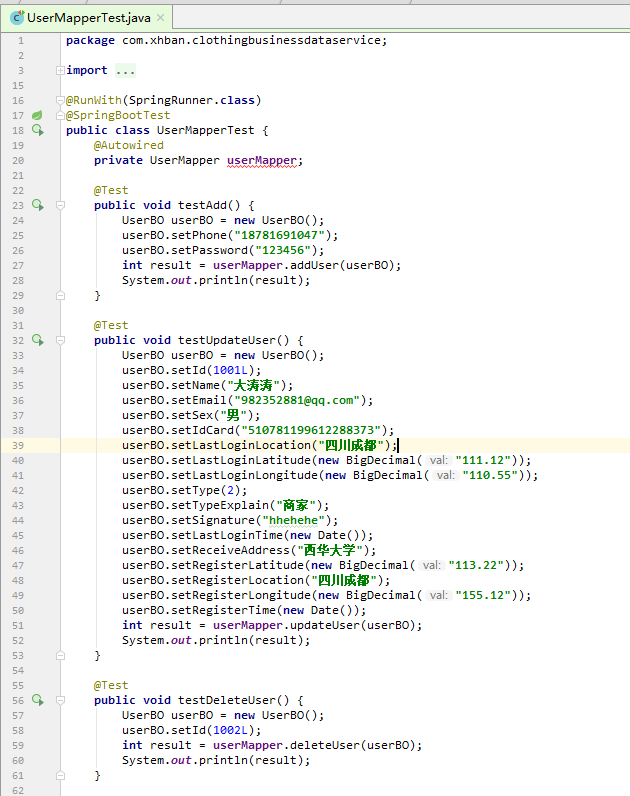 UserMapperTest.java
1 package com.xhban.clothingbusinessdataservice;
2
3 import ...
15
16 @RunWith(SpringRunner.class)
17 @SpringBootTest
18 public class UserMapperTest {
19 @Autowired
20 private UserMapper userMapper;
21
22 @Test
23 public void testAdd() {
24 UserBO userBO = new UserBO();
25 userBO.setPhone("18781691047");
26 userBO.setPassword("123456");
27 int result = userMapper.addUser(userBO);
28 System.out.println(result);
29 }
30
31 @Test
32 public void testUpdateUser() {
33 UserBO userBO = new UserBO();
34 userBO.setId(1001L);
35 userBO.setName("大涛涛");
36 userBO.setEmail("982352881@qq.com");
37 userBO.setSex("男");
38 userBO.setIdCard("510781199612288373");
39 userBO.setLastLoginLocation("四川成都");
40 userBO.setLastLoginLatitude(new BigDecimal( val: "111.12"));
41 userBO.setLastLoginLongitude(new BigDecimal( val: "110.55"));
42 userBO.setType(2);
43 userBO.setTypeExplain("商家");
44 userBO.setSignature("hhehehe");
45 userBO.setLastLoginTime(new Date());
46 userBO.setReceiveAddress("西华大学");
47 userBO.setRegisterLatitude(new BigDecimal( val: "113.22"));
48 userBO.setRegisterLocation("四川成都");
49 userBO.setRegisterLongitude(new BigDecimal( val: "155.12"));
50 userBO.setRegisterTime(new Date());
51 int result = userMapper.updateUser(userBO);
52 System.out.println(result);
53 }
54
55 @Test
56 public void testDeleteUser() {
57 UserBO userBO = new UserBO();
58 userBO.setId(1002L);
59 int result = userMapper.deleteUser(userBO);
60 System.out.println(result);
61 }
62